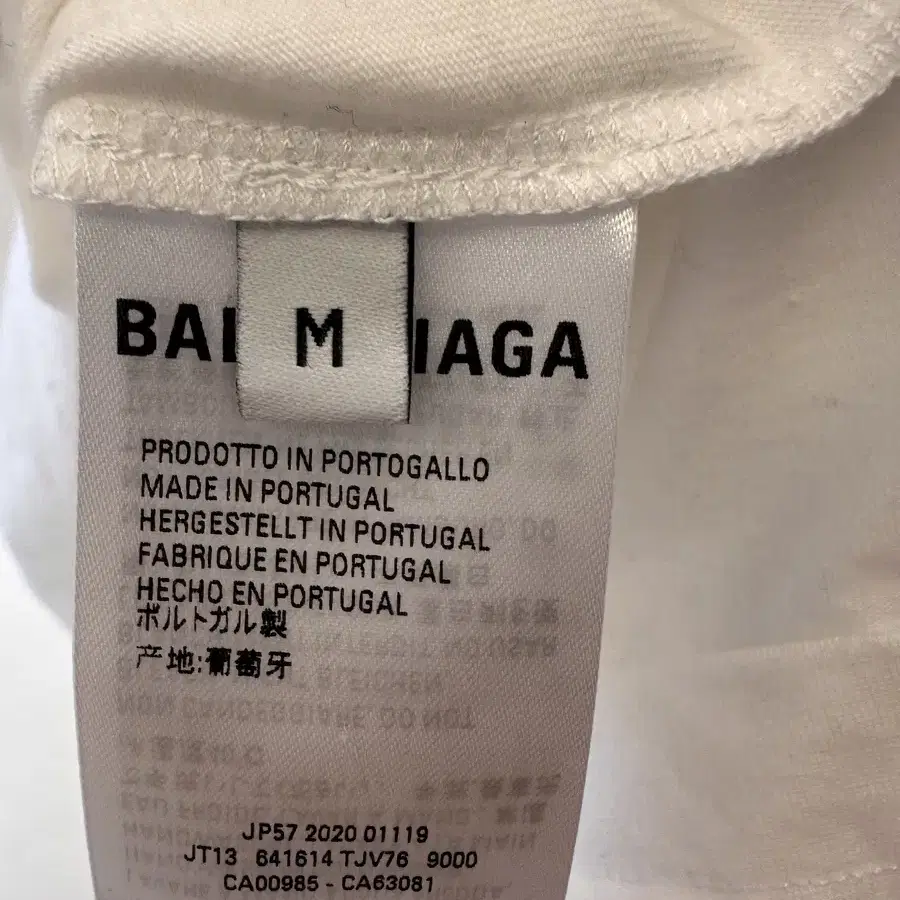 BAL M IAGA
PRODOTTO IN PORTOGALLO
MADE IN PORTUGAL
HERGESTELLT IN PORTUGAL
FABRIQUE EN PORTUGAL
HECHO EN PORTUGAL
ポルトガル製
产地:葡萄牙
JP57 2020 01119
JT13 641614 TJV76 9000
CA00985 - CA63081